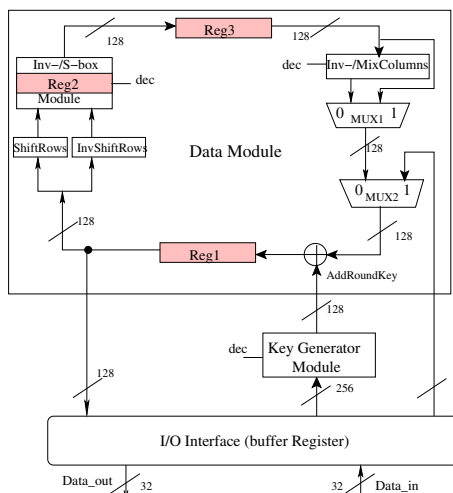 128
Reg3
128
Inv-/S-box
Reg2
dec
Module
dec
Inv-/MixColumns
0
1
MUX1
ShiftRows
InvShiftRows
Data Module
128
0
1
MUX2
128
128
Reg1
AddRoundKey
128
dec
Key Generator
Module
128
256
I/O Interface (buffer Register)
Data_out
32
32
Data_in